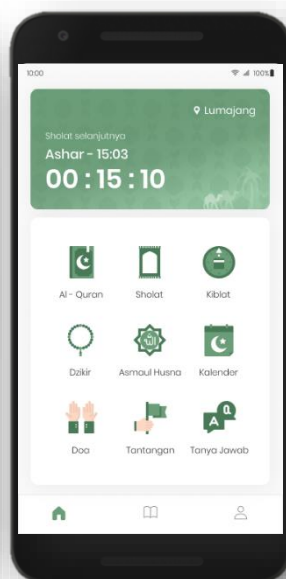 10:00 100%
Lumajang
Sholat selanjutnya
Ashar - 15:03
00 : 15 : 10
Al - Quran Sholat Kiblat
Dzikir Asmaul Husna Kalender
Doa Tantangan Tanya Jawab
A Q